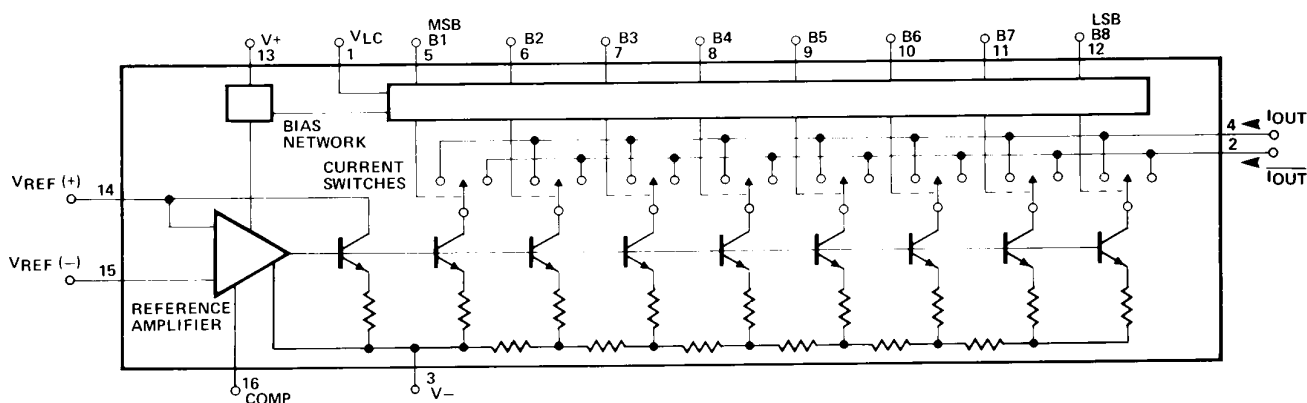 V+
13
VLC
1
MSB
B1
5
B2
6
B3
7
B4
8
B5
9
B6
10
B7
11
LSB
B8
12
BIAS
NETWORK
CURRENT
SWITCHES
4
IOUT
2
IOUT
VREF (+)
14
VREF (−)
15
REFERENCE
AMPLIFIER
16
COMP
3
V−